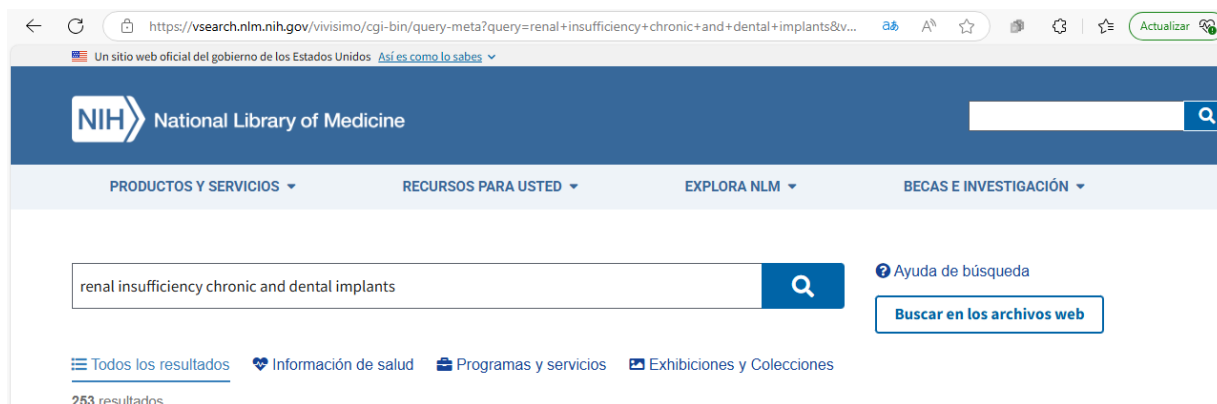 https://vsearch.nlm.nih.gov/vivisimo/cgi-bin/query-meta?query=renal+insufficiency+chronic+and+dental+implants&v... aあ A Actualizar
Un sitio web oficial del gobierno de los Estados Unidos Así es como lo sabes
NIH National Library of Medicine
PRODUCTOS Y SERVICIOS RECURSOS PARA USTED EXPLORA NLM BECAS E INVESTIGACIÓN
renal insufficiency chronic and dental implants
Ayuda de búsqueda
Buscar en los archivos web
Todos los resultados Información de salud Programas y servicios Exhibiciones y Colecciones
253 resultados